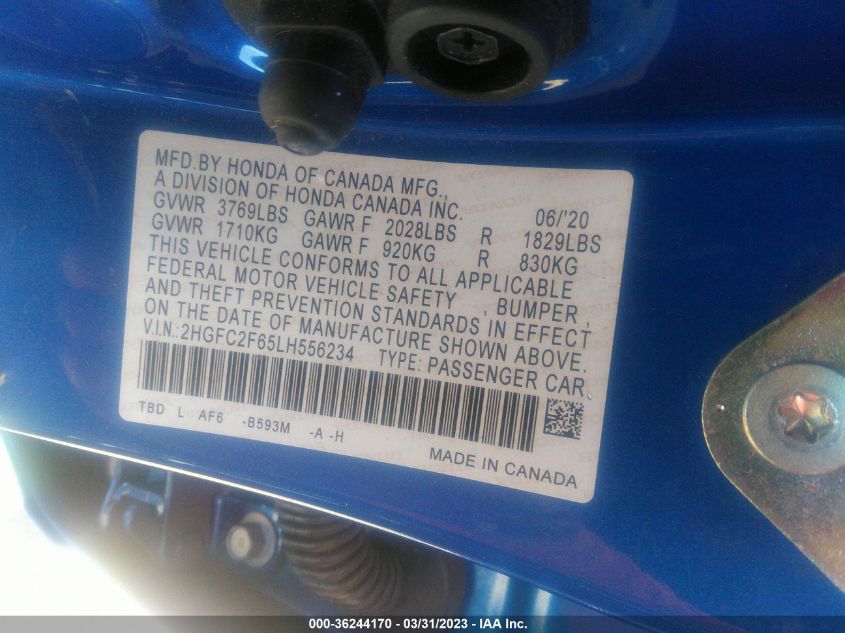 MFD.BY HONDA OF CANADA MFG.,
A DIVISION OF HONDA CANADA INC. 06/'20
GVWR 3769LBS GAWR F 2028LBS R 1829LBS
GVWR 1710KG GAWR F 920KG R 830KG
THIS VEHICLE CONFORMS TO ALL APPLICABLE
FEDERAL MOTOR VEHICLE SAFETY , BUMPER ,
AND THEFT PREVENTION STANDARDS IN EFFECT
ON THE DATE OF MANUFACTURE SHOWN ABOVE.
V.I.N.:2HGFC2F65LH556234 TYPE: PASSENGER CAR.
TBD L AF6 -B593M -A -H
MADE IN CANADA
000-36244170 - 03/31/2023 - IAA Inc.